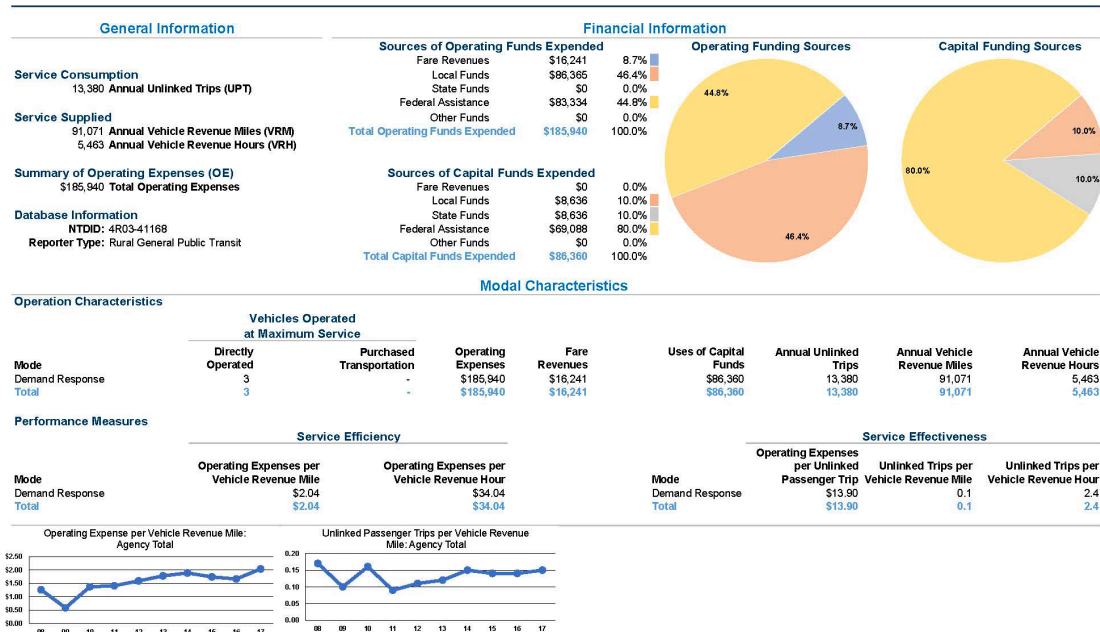 General Information
Financial Information
Sources of Operating Funds Expended
Operating Funding Sources
Capital Funding Sources
Fare Revenues $16,241 8.7%
Service Consumption
Local Funds $86,365 46.4%
13,380 Annual Unlinked Trips (UPT)
State Funds $0 0.0%
Federal Assistance $83,334 44.8%
Service Supplied
Other Funds $0 0.0%
91,071 Annual Vehicle Revenue Miles (VRM)
Total Operating Funds Expended $185,940 100.0%
5,463 Annual Vehicle Revenue Hours (VRH)
Summary of Operating Expenses (OE)
Sources of Capital Funds Expended
$185,940 Total Operating Expenses
Fare Revenues $0 0.0%
Local Funds $8,636 10.0%
Database Information
State Funds $8,636 10.0%
NTDID: 4R03-41168
Federal Assistance $69,088 80.0%
Reporter Type: Rural General Public Transit
Other Funds $0 0.0%
Total Capital Funds Expended $86,360 100.0%
44.8%
8.7%
46.4%
10.0%
80.0%
10.0%
Modal Characteristics
Operation Characteristics
Vehicles Operated
at Maximum Service
Directly Purchased Operating Fare Uses of Capital Annual Unlinked Annual Vehicle Annual Vehicle
Mode Operated Transportation Expenses Revenues Funds Trips Revenue Miles Revenue Hours
Demand Response 3 - $185,940 $16,241 $86,360 13,380 91,071 5,463
Total 3 - $185,940 $16,241 $86,360 13,380 91,071 5,463
Performance Measures
Service Efficiency
Service Effectiveness
Operating Expenses per Operating Expenses per
Mode Vehicle Revenue Mile Vehicle Revenue Hour
Demand Response $2.04 $34.04
Total $2.04 $34.04
Operating Expenses
per Unlinked Unlinked Trips per Unlinked Trips per
Mode Passenger Trip Vehicle Revenue Mile Vehicle Revenue Hour
Demand Response $13.90 0.1 2.4
Total $13.90 0.1 2.4
Operating Expense per Vehicle Revenue Mile:
Agency Total
$2.50
$2.00
$1.50
$1.00
$0.50
$0.00
08 09 10 11 12 13 14 15 16 17
Unlinked Passenger Trips per Vehicle Revenue
Mile: Agency Total
0.20
0.15
0.10
0.05
0.00
08 09 10 11 12 13 14 15 16 17